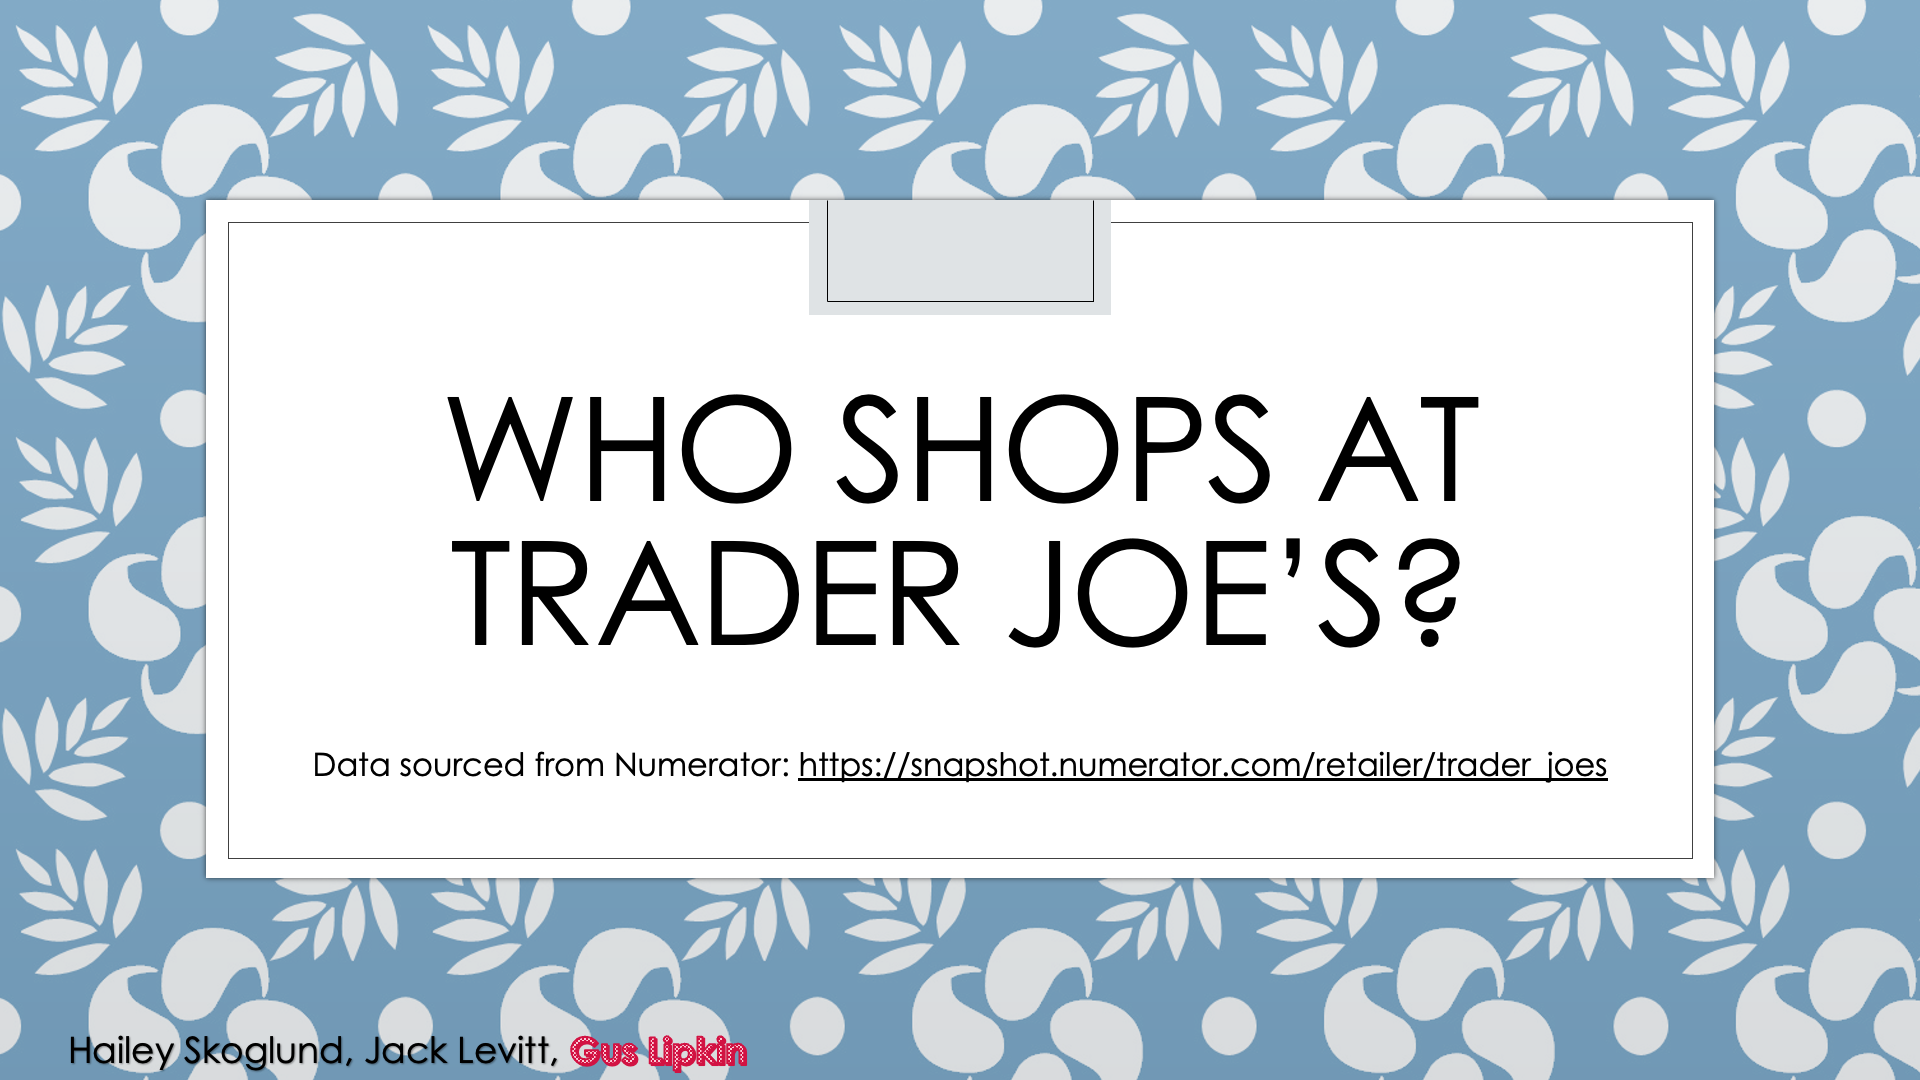 WHO SHOPS AT
TRADER JOE’S?
Data sourced from Numerator: https://snapshot.numerator.com/retailer/trader_joes
Hailey Skoglund, Jack Levitt, Gus Lipkin